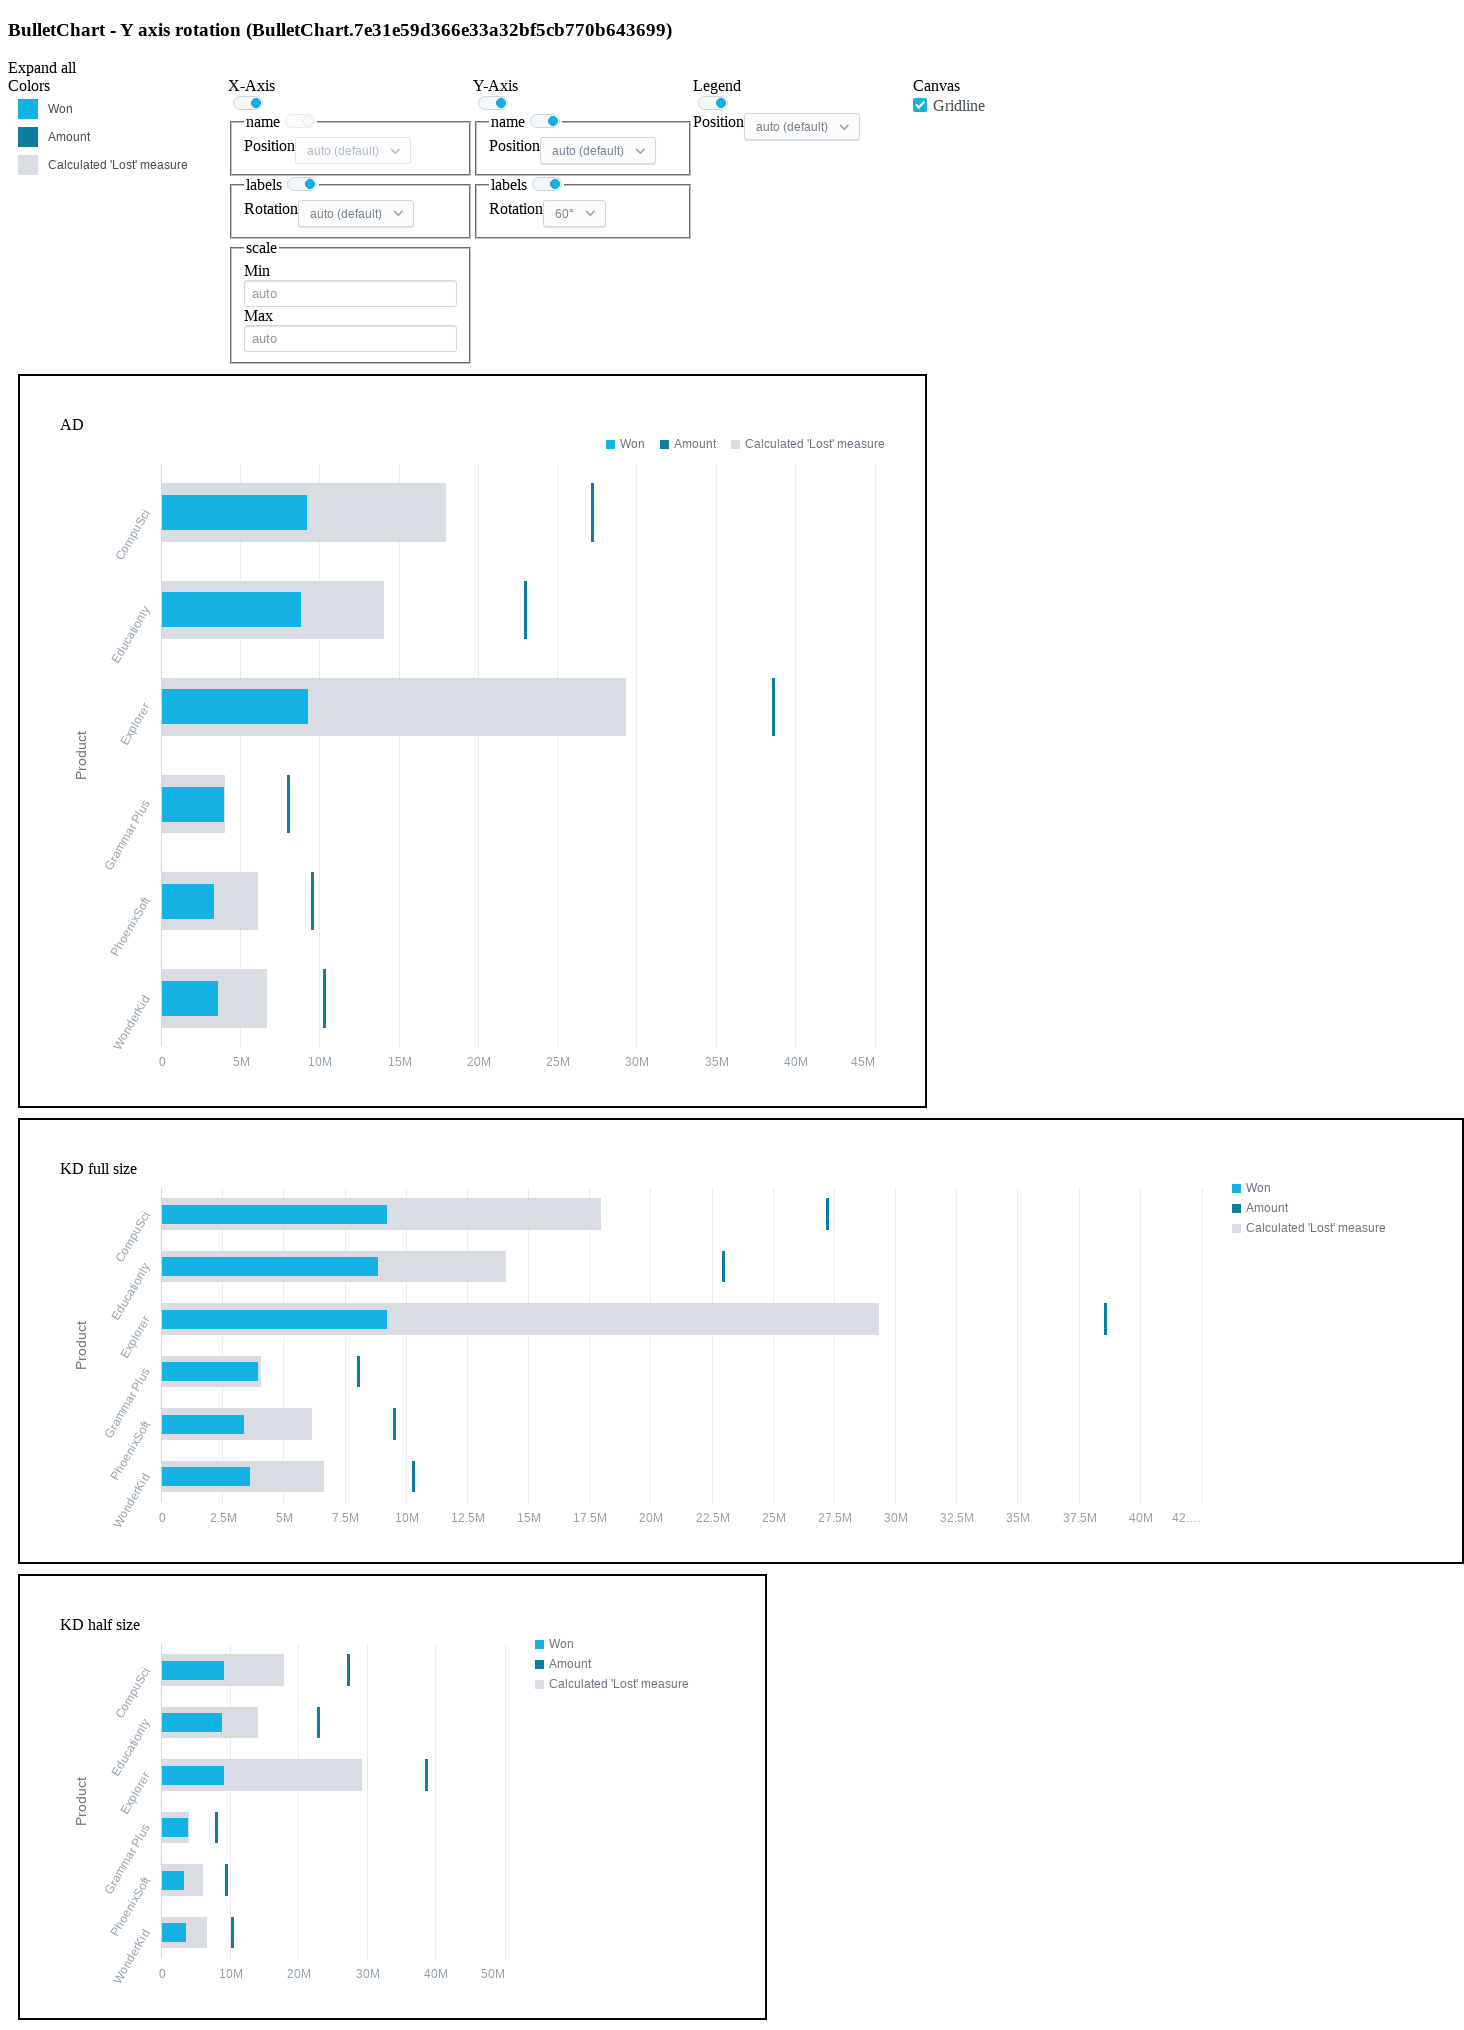 BulletChart - Y axis rotation (BulletChart.7e31e59d366e33a32bf5cb770b643699)
Expand all
Colors
Won
Amount
Calculated 'Lost' measure
X-Axis
name
Position auto (default)
labels
Rotation auto (default)
scale
Min
auto
Max
auto
Y-Axis
name
Position auto (default)
labels
Rotation 60°
Legend
Position auto (default)
Canvas
Gridline
AD
Won Amount Calculated 'Lost' measure
Product
CompuSci
Educationly
Explorer
Grammar Plus
PhoenixSoft
WonderKid
0 5M 10M 15M 20M 25M 30M 35M 40M 45M
KD full size
Won
Amount
Calculated 'Lost' measure
Product
CompuSci
Educationly
Explorer
Grammar Plus
PhoenixSoft
WonderKid
0 2.5M 5M 7.5M 10M 12.5M 15M 17.5M 20M 22.5M 25M 27.5M 30M 32.5M 35M 37.5M 40M 42.…
KD half size
Won
Amount
Calculated 'Lost' measure
Product
CompuSci
Educationly
Explorer
Grammar Plus
PhoenixSoft
WonderKid
0 10M 20M 30M 40M 50M